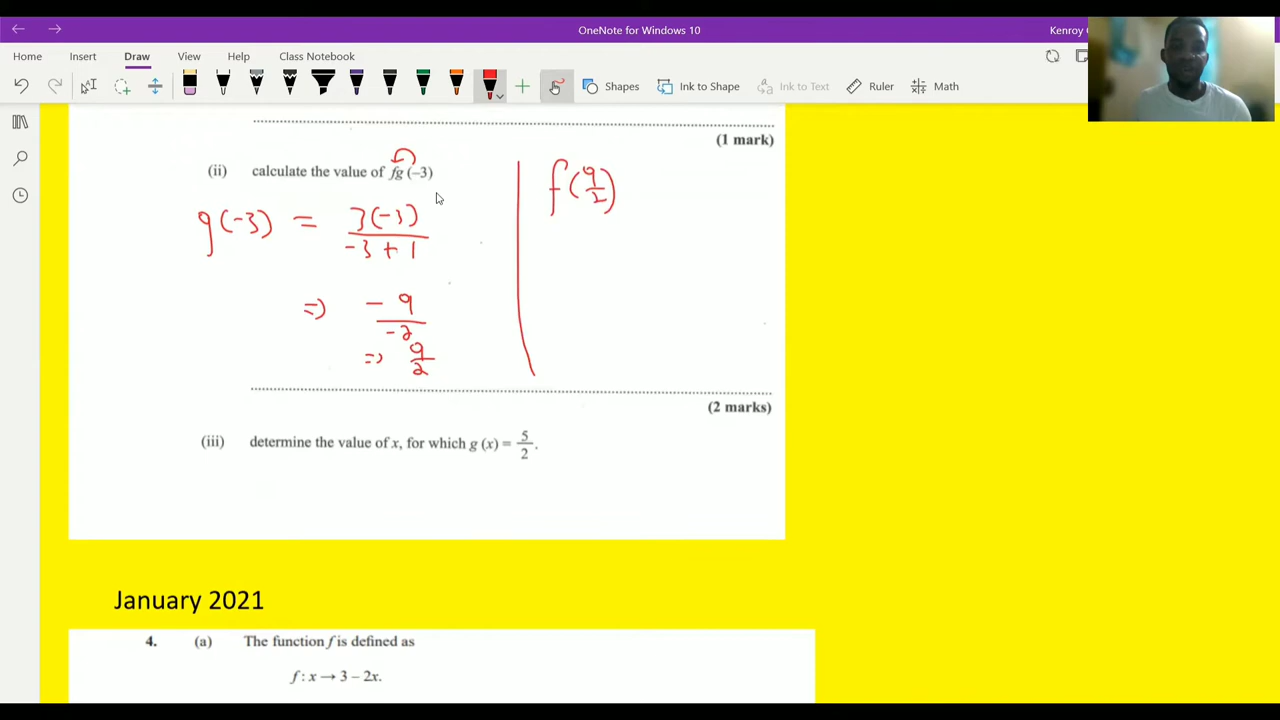 OneNote for Windows 10
Kenroy
Home Insert Draw View Help Class Notebook
Shapes Ink to Shape Ink to Text Ruler Math
(1 mark)
(ii) calculate the value of fg (–3)
g(-3) = 3(-3) / -3 + 1
f(9/2)
=> -9 / -2
=> 9/2
(2 marks)
(iii) determine the value of x, for which g (x) = 5/2.
January 2021
4. (a) The function f is defined as
f : x → 3 – 2x.